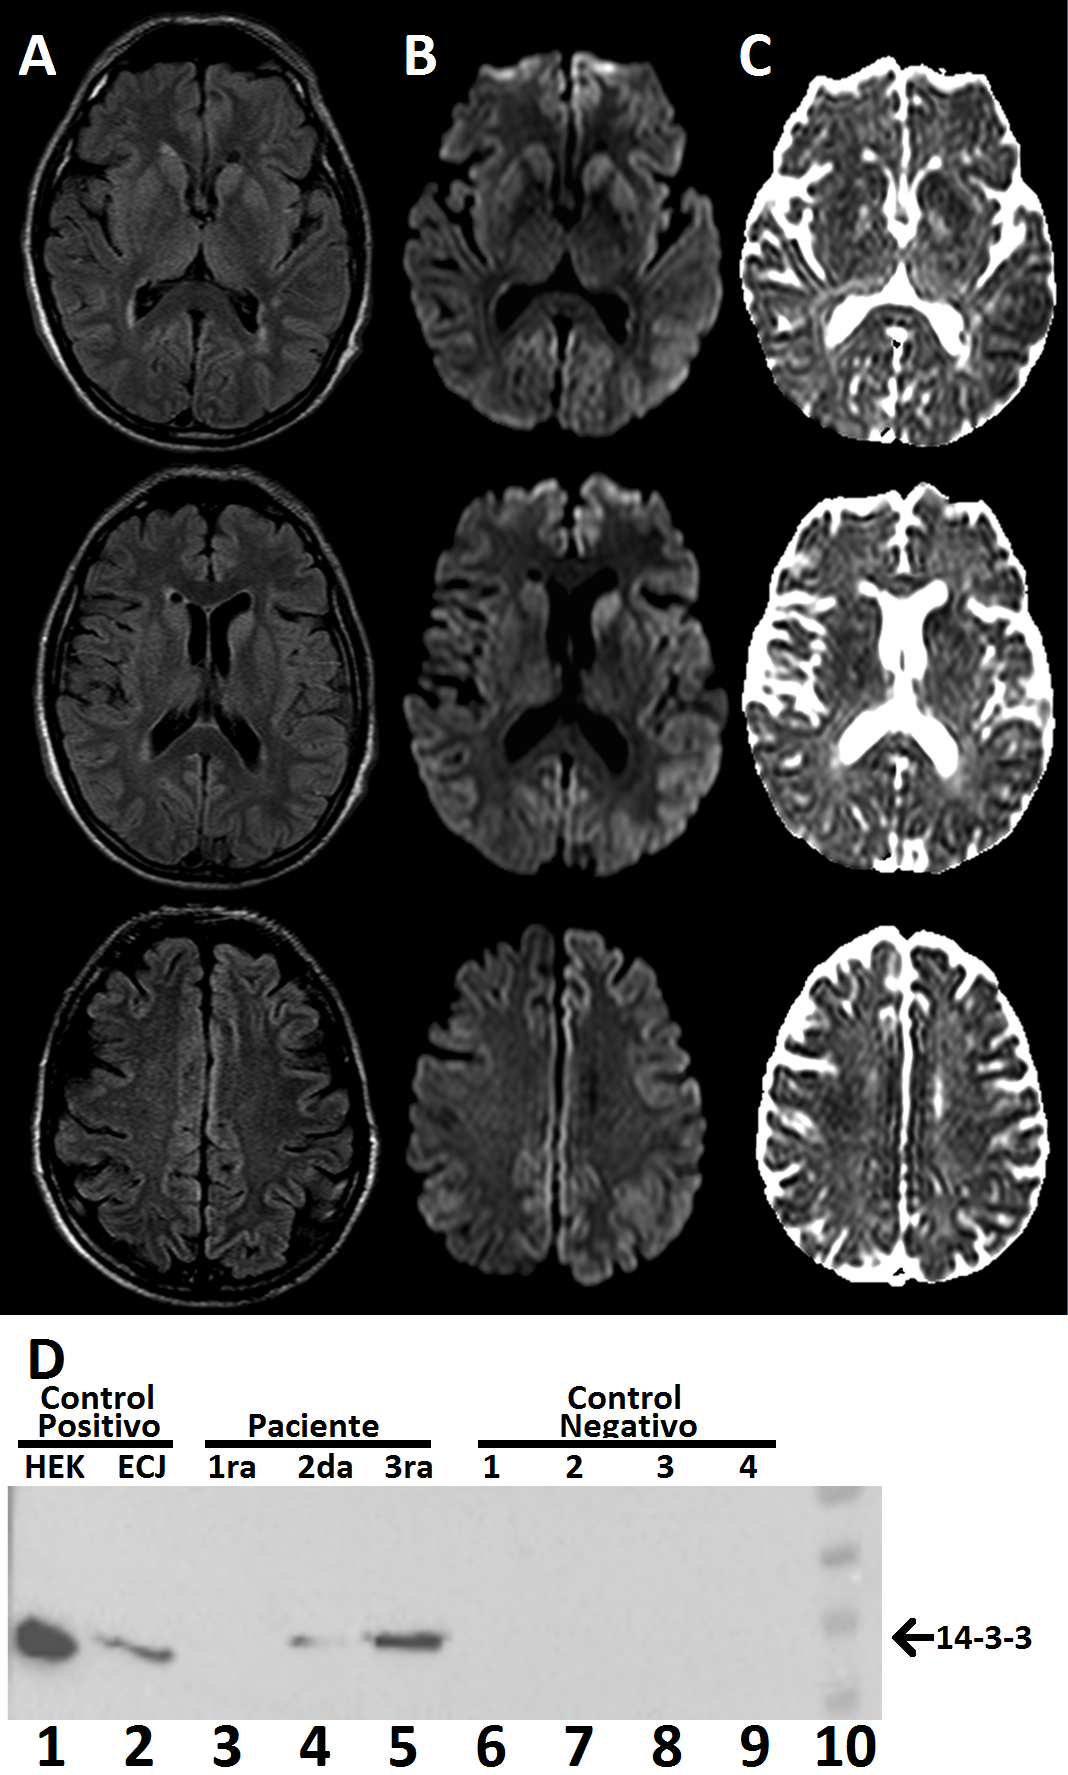 A B C
D
Control Positivo
Paciente
Control Negativo
HEK ECJ 1ra 2da 3ra 1 2 3 4
14-3-3
1 2 3 4 5 6 7 8 9 10